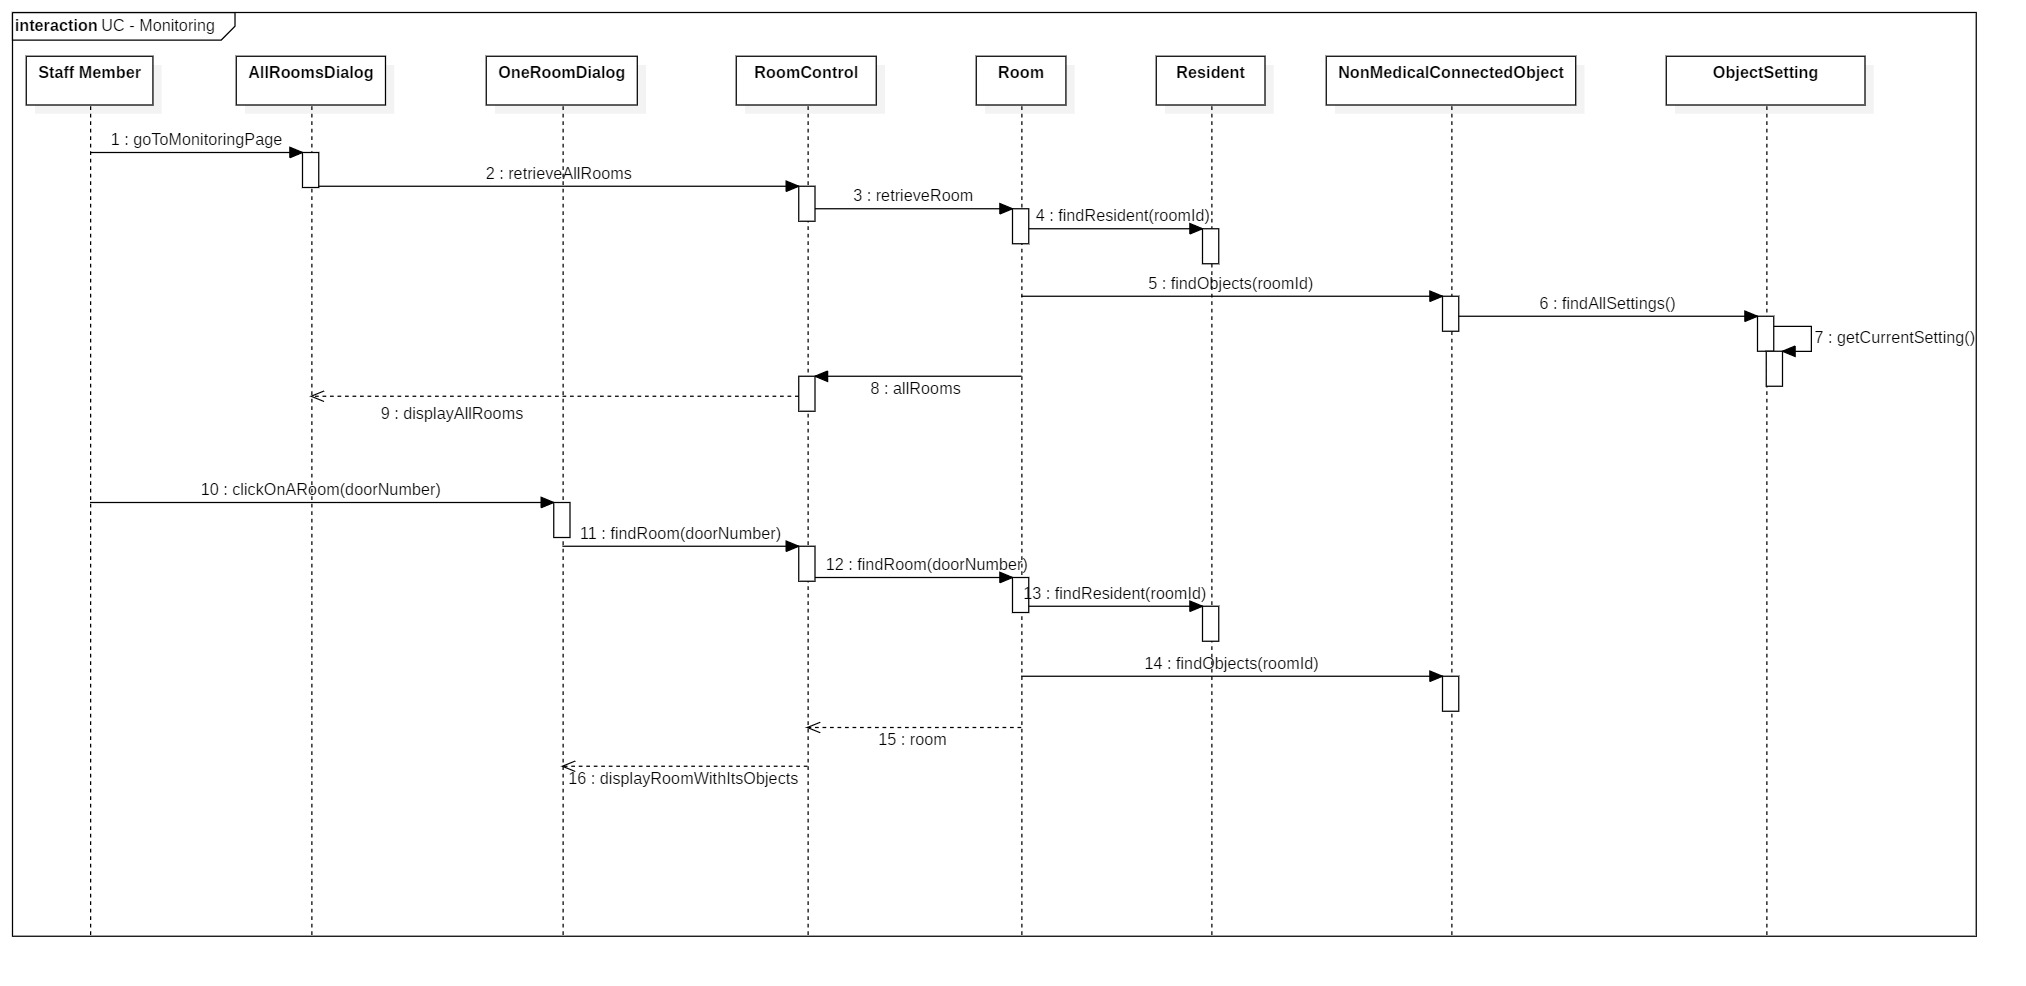 interaction UC - Monitoring
Staff Member
AllRoomsDialog
OneRoomDialog
RoomControl
Room
Resident
NonMedicalConnectedObject
ObjectSetting
1 : goToMonitoringPage
2 : retrieveAllRooms
3 : retrieveRoom
4 : findResident(roomId)
5 : findObjects(roomId)
6 : findAllSettings()
7 : getCurrentSetting()
8 : allRooms
9 : displayAllRooms
10 : clickOnARoom(doorNumber)
11 : findRoom(doorNumber)
12 : findRoom(doorNumber)
13 : findResident(roomId)
14 : findObjects(roomId)
15 : room
16 : displayRoomWithItsObjects